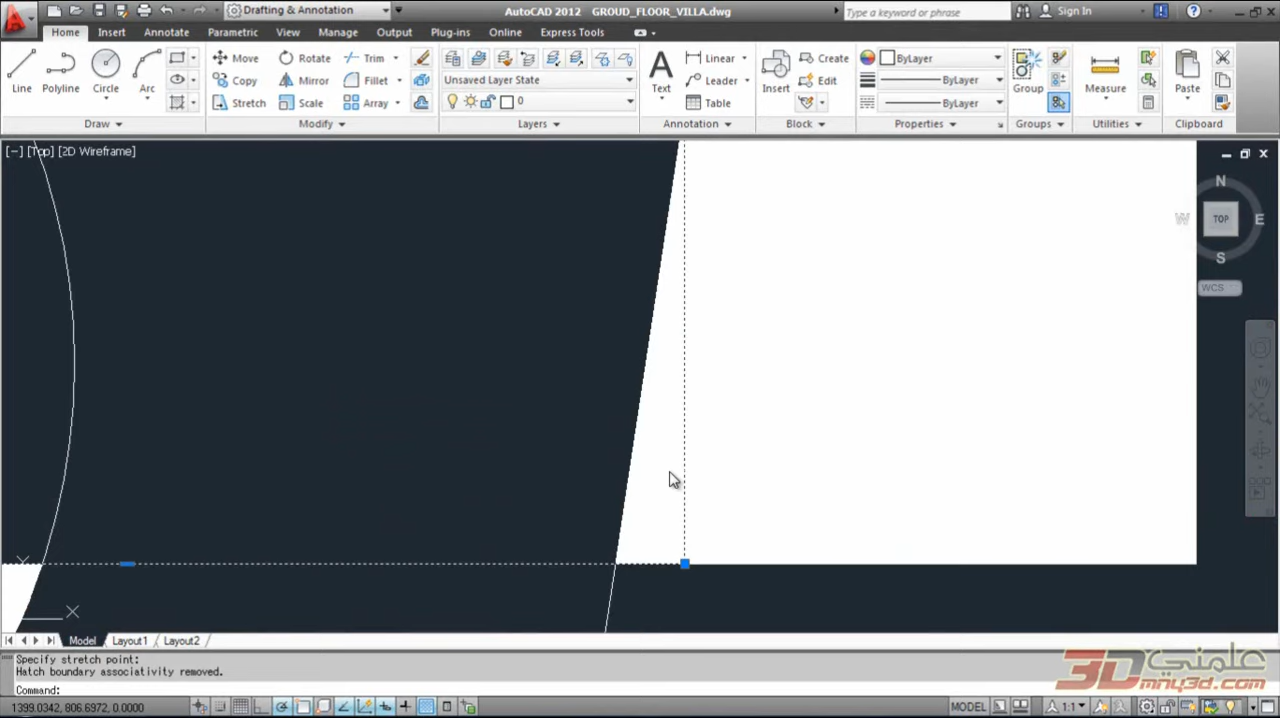 Drafting & Annotation
AutoCAD 2012 GROUD_FLOOR_VILLA.dwg
Type a keyword or phrase
Sign In
Home Insert Annotate Parametric View Manage Output Plug-ins Online Express Tools
Line Polyline Circle Arc
Move Rotate Trim
Copy Mirror Fillet
Stretch Scale Array
Unsaved Layer State
0
Text
Linear
Leader
Table
Insert
Create
Edit
ByLayer
ByLayer
ByLayer
Group
Measure
Paste
Draw Modify Layers Annotation Block Properties Groups Utilities Clipboard
[−] [Top] [2D Wireframe]
N
W TOP E
S
WCS
X
Model Layout1 Layout2
Specify stretch point:
Hatch boundary associativity removed.
Command:
1399.0342, 806.6972, 0.0000
MODEL
1:1
3D علمني
mny3d.com